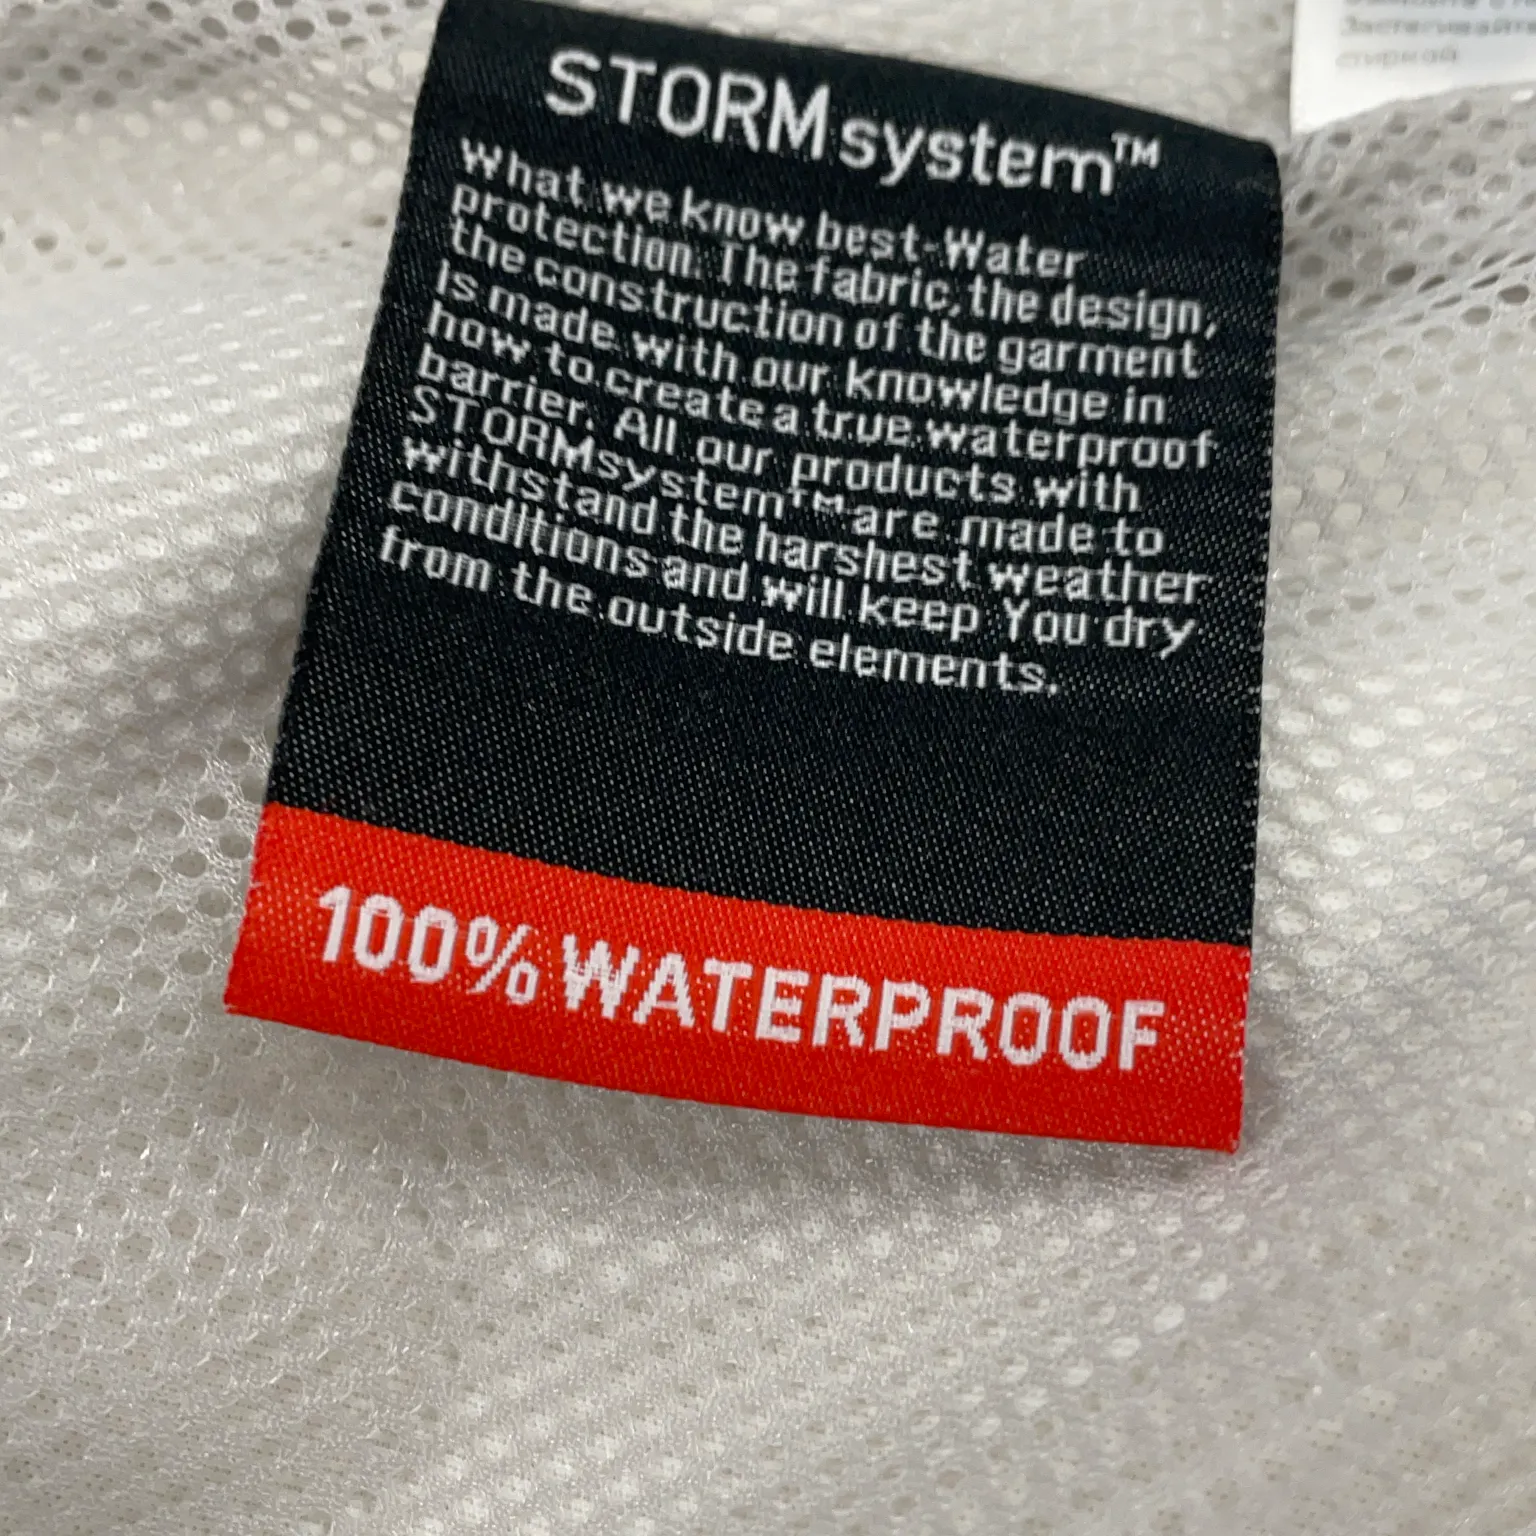 STORMsystem™
What we know best-Water
protection. The fabric, the design,
the construction of the garment
is made with our knowledge in
how to create a true waterproof
barrier. All our products with
STORMsystem™ are made to
withstand the harshest weather
conditions and will keep You dry
from the outside elements.
100% WATERPROOF